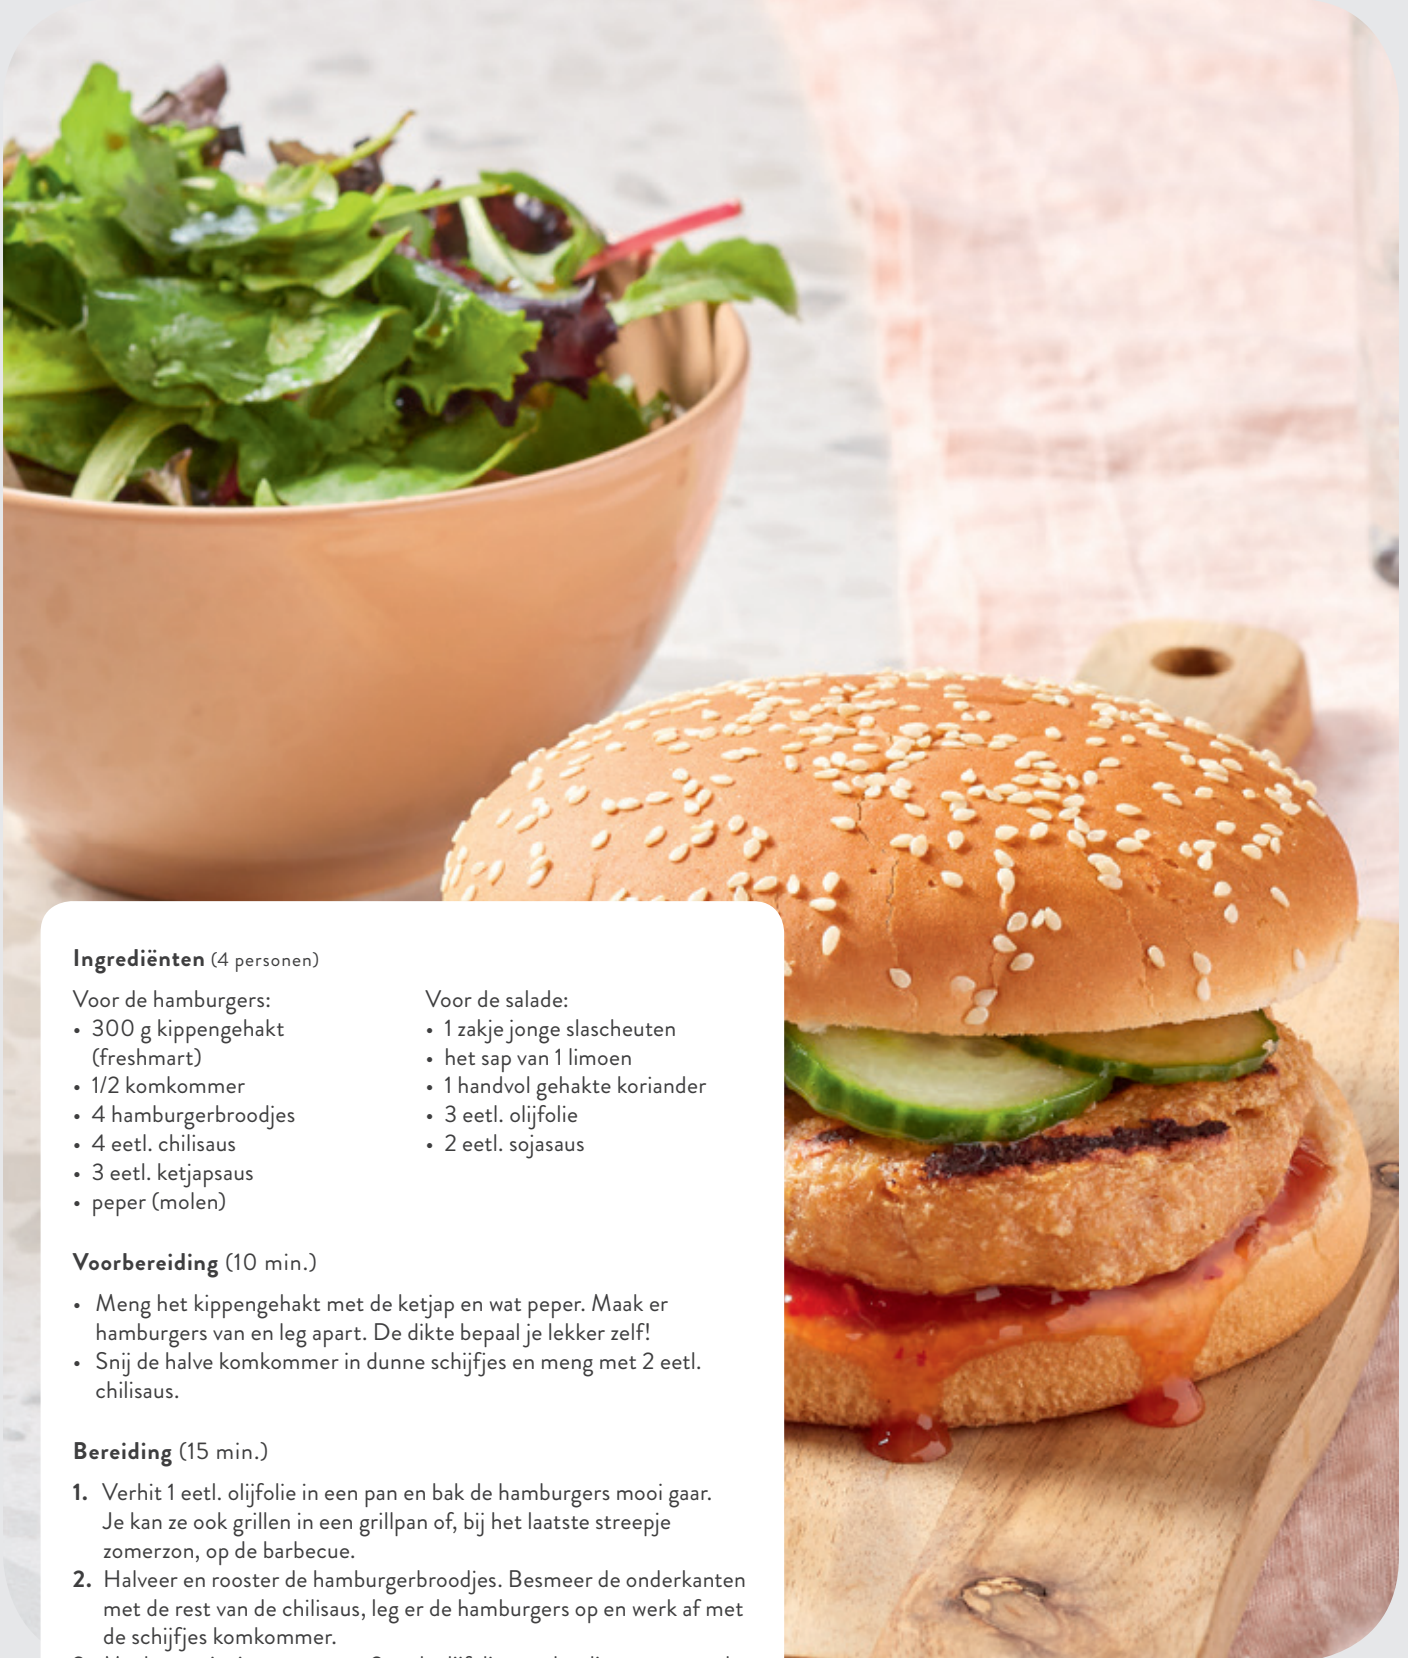 Ingrediënten (4 personen)
Voor de hamburgers:
• 300 g kippengehakt
(freshmart)
• 1/2 komkommer
• 4 hamburgerbroodjes
• 4 eetl. chilisaus
• 3 eetl. ketjapsaus
• peper (molen)
Voor de salade:
• 1 zakje jonge slascheuten
• het sap van 1 limoen
• 1 handvol gehakte koriander
• 3 eetl. olijfolie
• 2 eetl. sojasaus
Voorbereiding (10 min.)
• Meng het kippengehakt met de ketjap en wat peper. Maak er
hamburgers van en leg apart. De dikte bepaal je lekker zelf!
• Snij de halve komkommer in dunne schijfjes en meng met 2 eetl.
chilisaus.
Bereiding (15 min.)
1. Verhit 1 eetl. olijfolie in een pan en bak de hamburgers mooi gaar.
Je kan ze ook grillen in een grillpan of, bij het laatste streepje
zomerzon, op de barbecue.
2. Halveer en rooster de hamburgerbroodjes. Besmeer de onderkanten
met de rest van de chilisaus, leg er de hamburgers op en werk af met
de schijfjes komkommer.